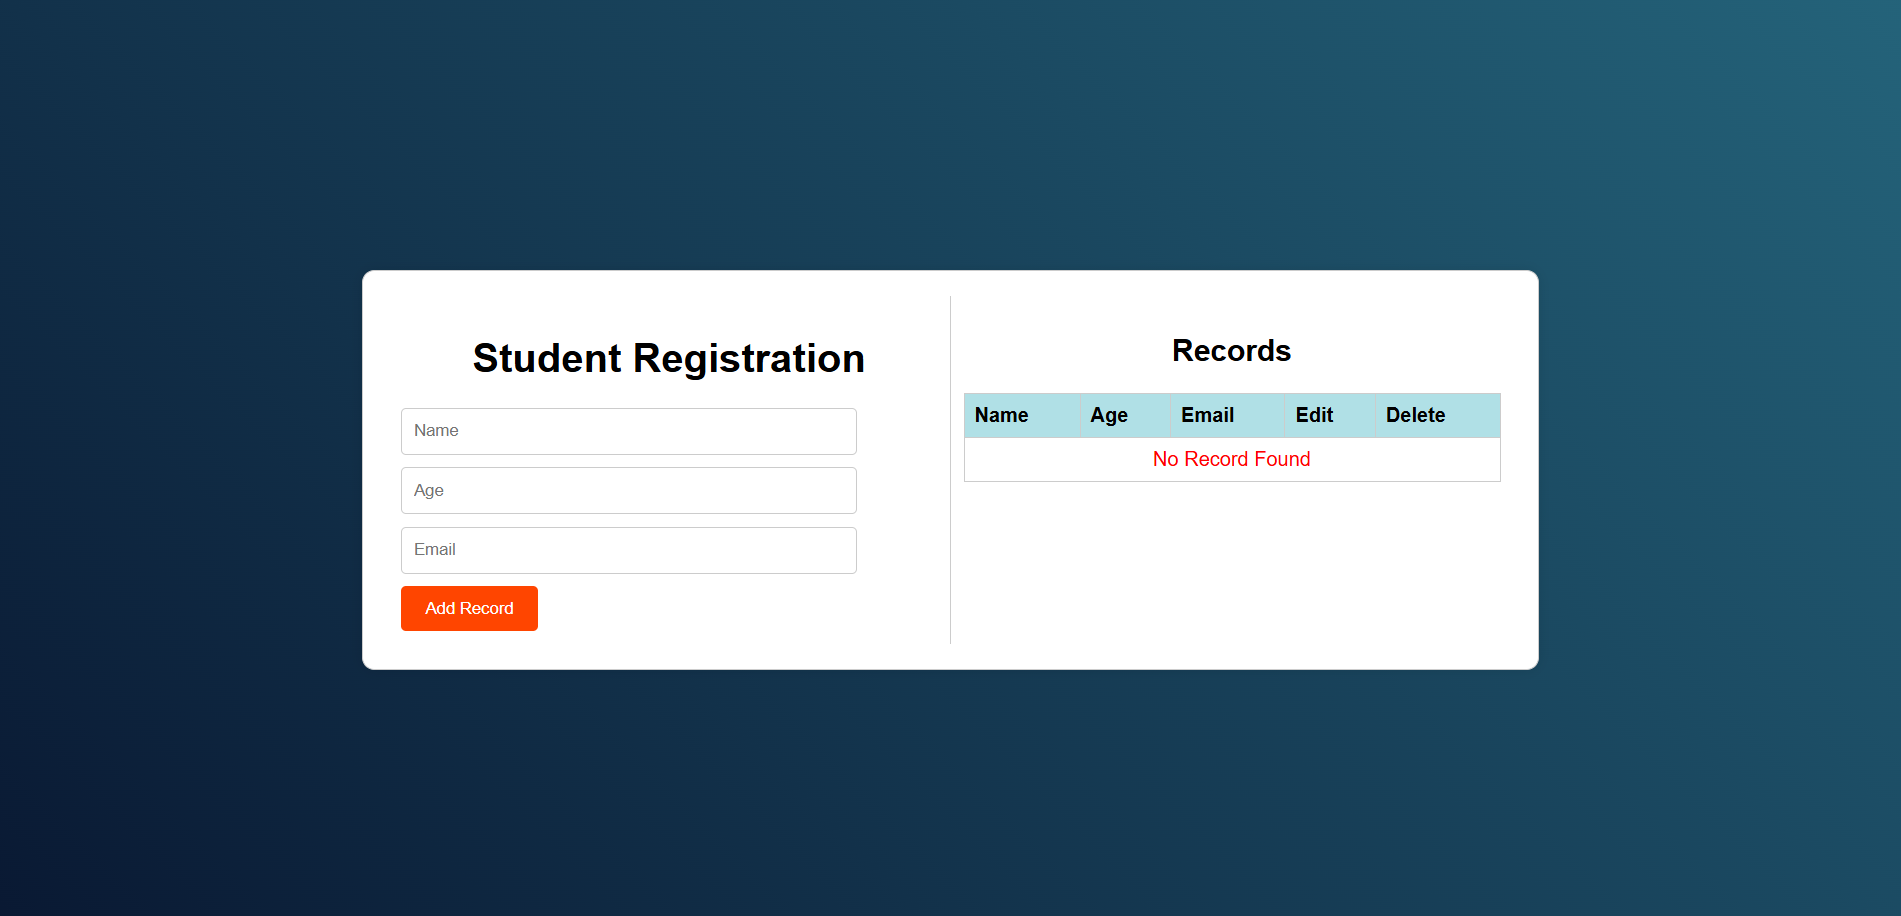 Student Registration
Name
Age
Email
Add Record
Records
Name Age Email Edit Delete
No Record Found